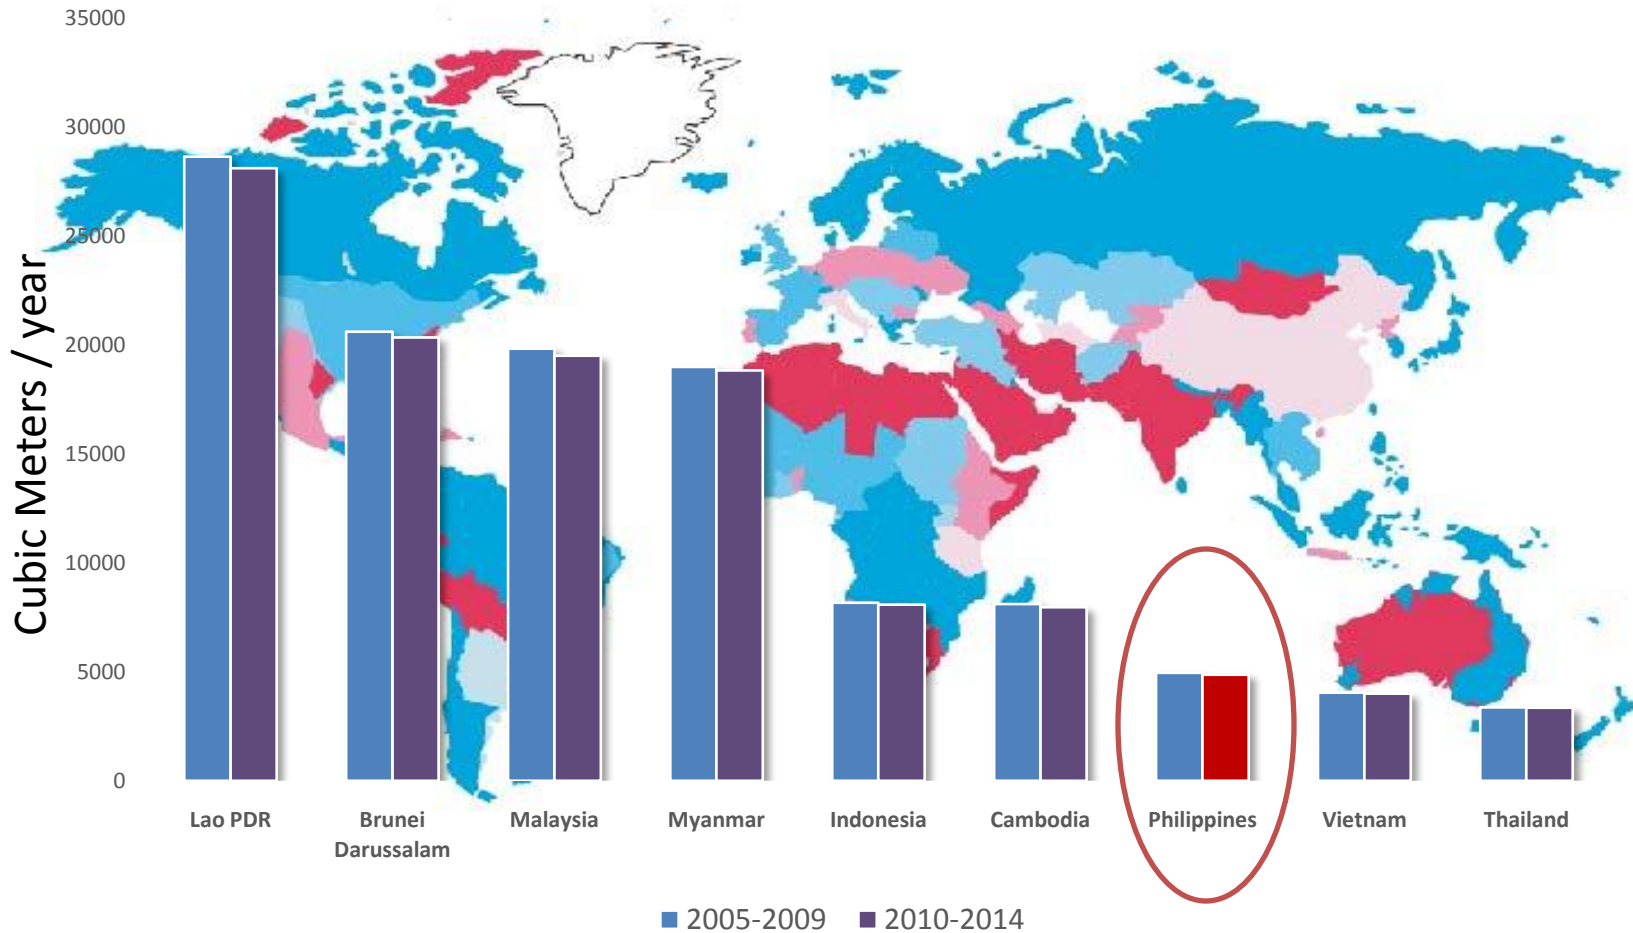 Cubic Meters / year
35000
30000
25000
20000
15000
10000
5000
0
Lao PDR
Brunei
Darussalam
Malaysia
Myanmar
Indonesia
Cambodia
Philippines
Vietnam
Thailand
2005-2009
2010-2014